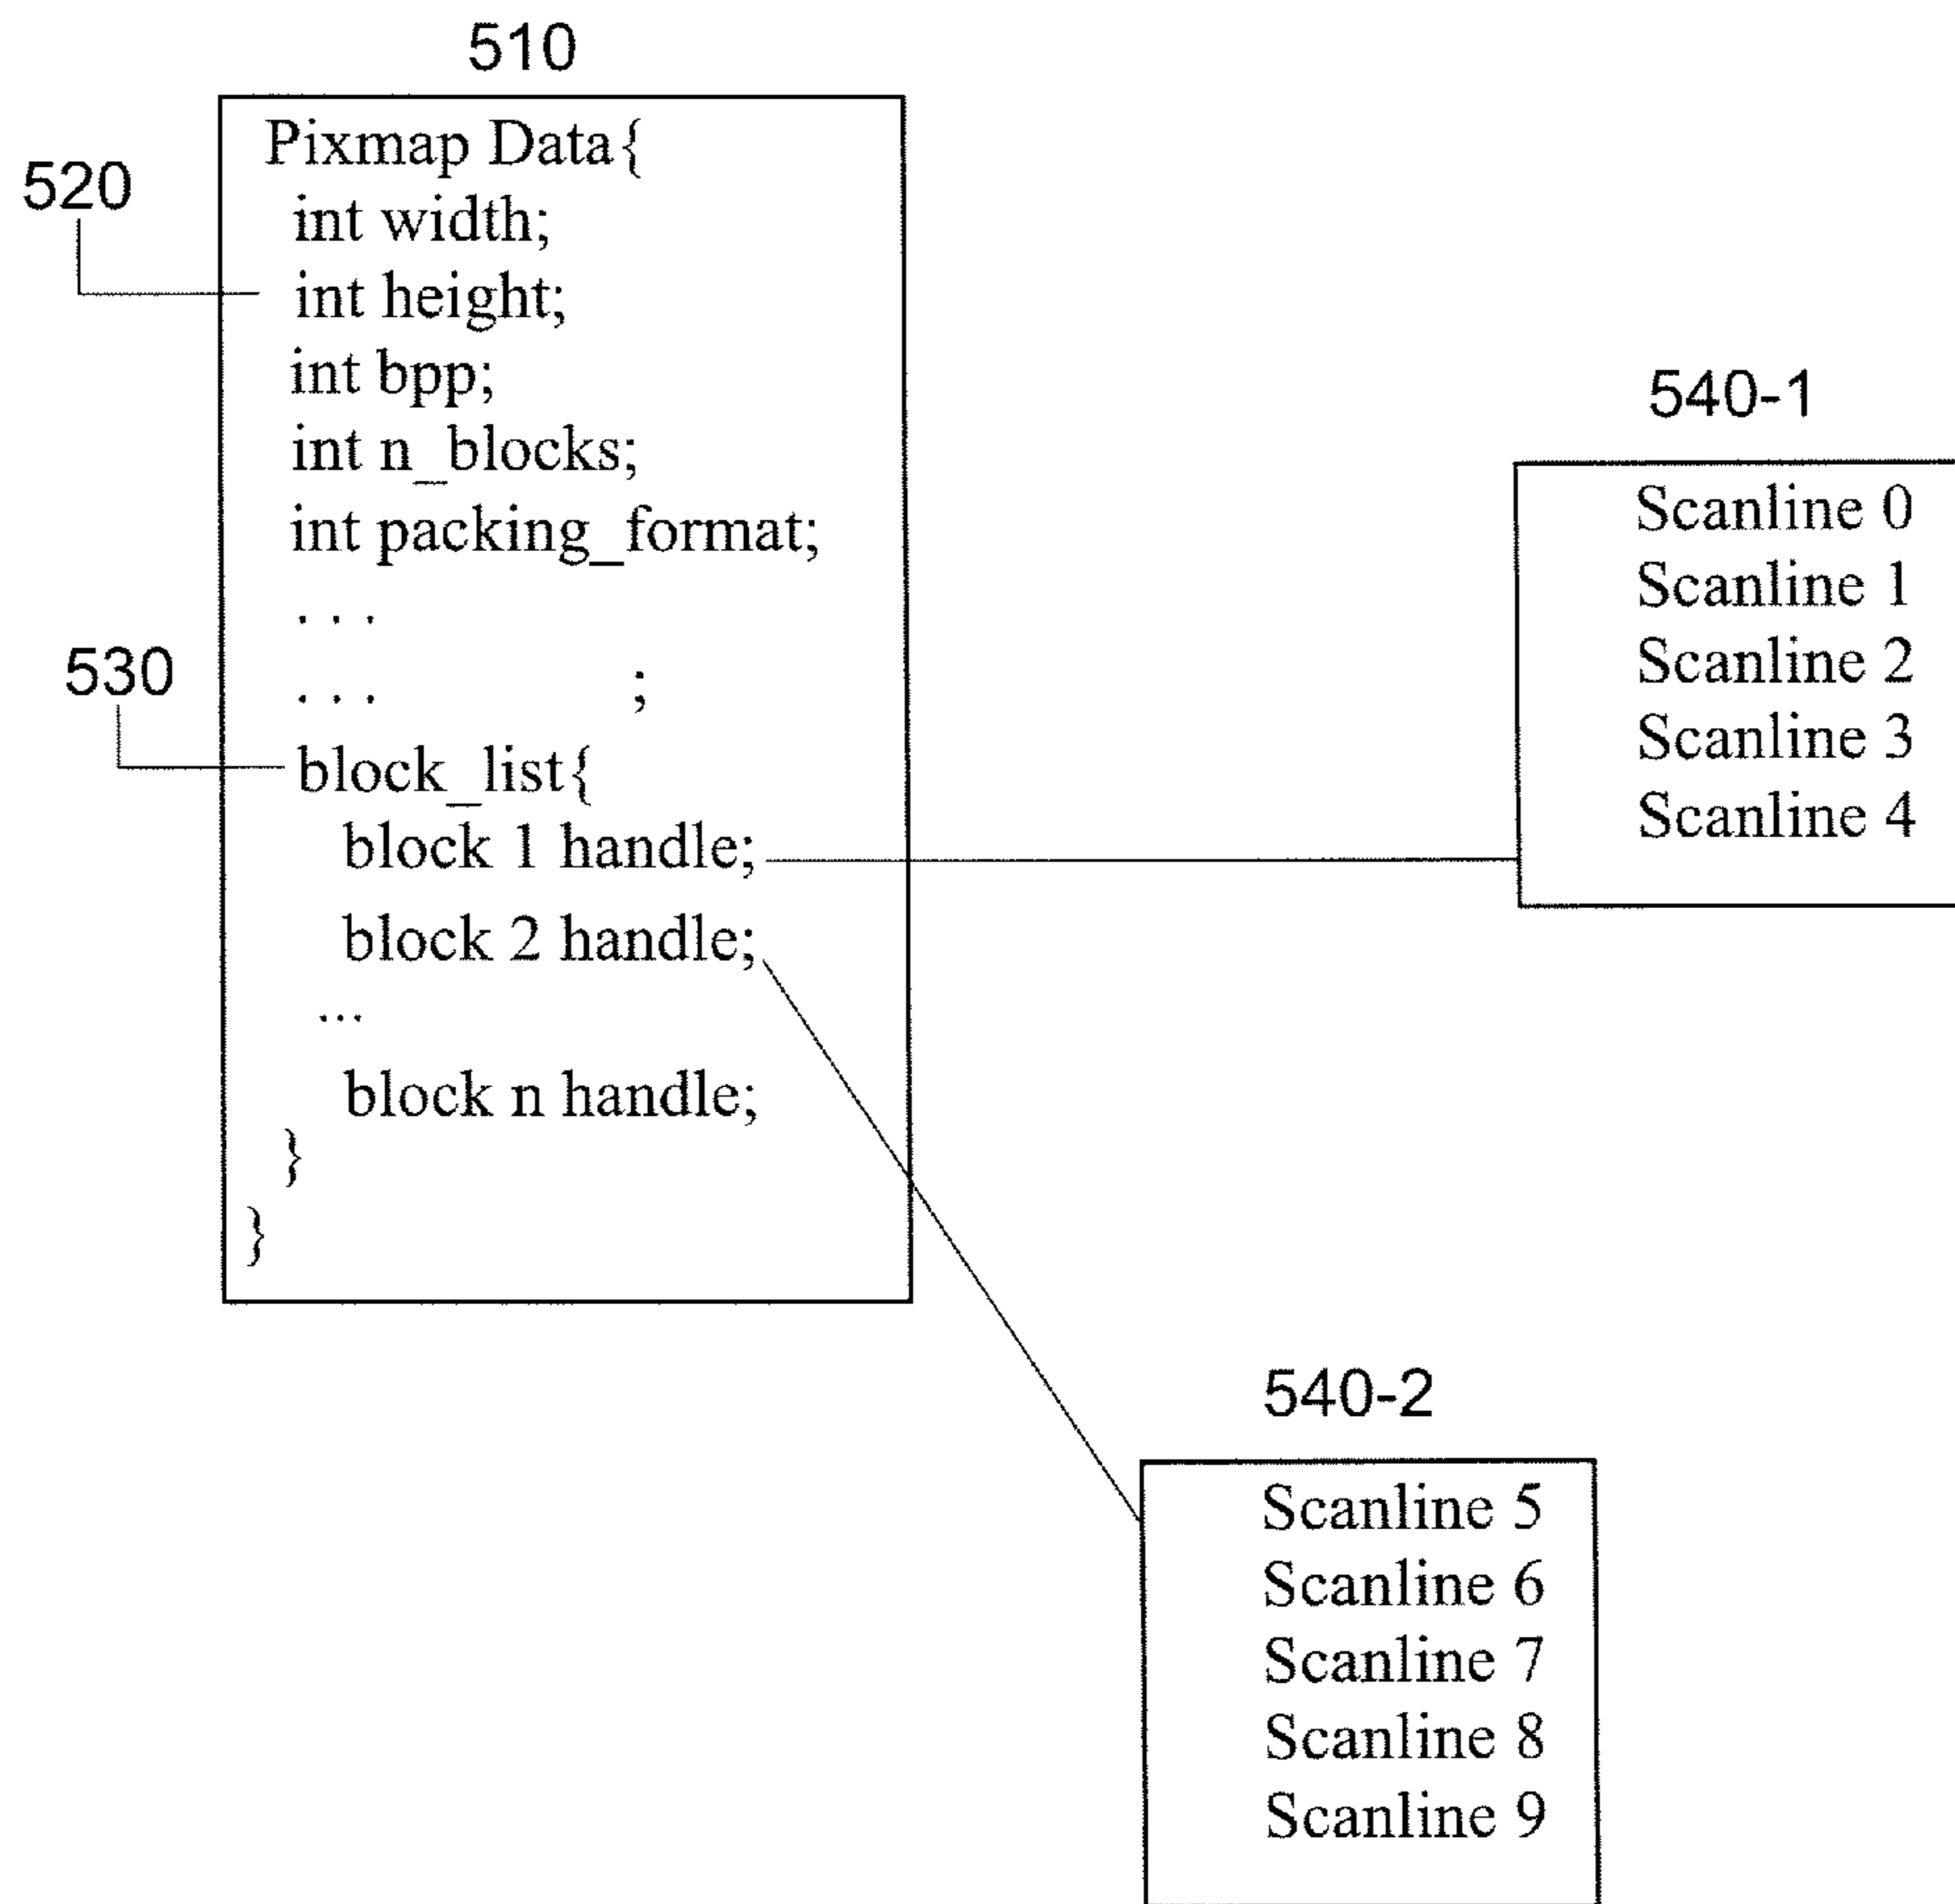 510
520
Pixmap Data{
int width;
int height;
int bpp;
int n_blocks;
int packing_format;
. . .
. . . ;
530
block_list{
block 1 handle;
block 2 handle;
...
block n handle;
}
}
540-1
Scanline 0
Scanline 1
Scanline 2
Scanline 3
Scanline 4
540-2
Scanline 5
Scanline 6
Scanline 7
Scanline 8
Scanline 9